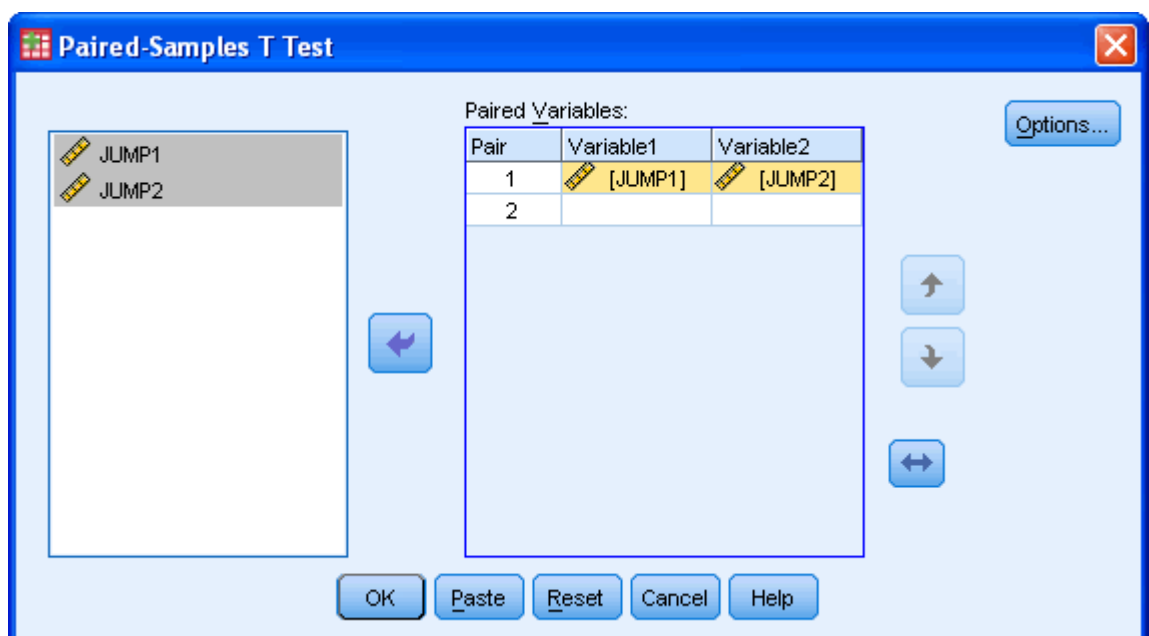 Paired-Samples T Test
Paired Variables:
Options...
JUMP1
JUMP2
Pair Variable1 Variable2
1 [JUMP1] [JUMP2]
2
OK Paste Reset Cancel Help